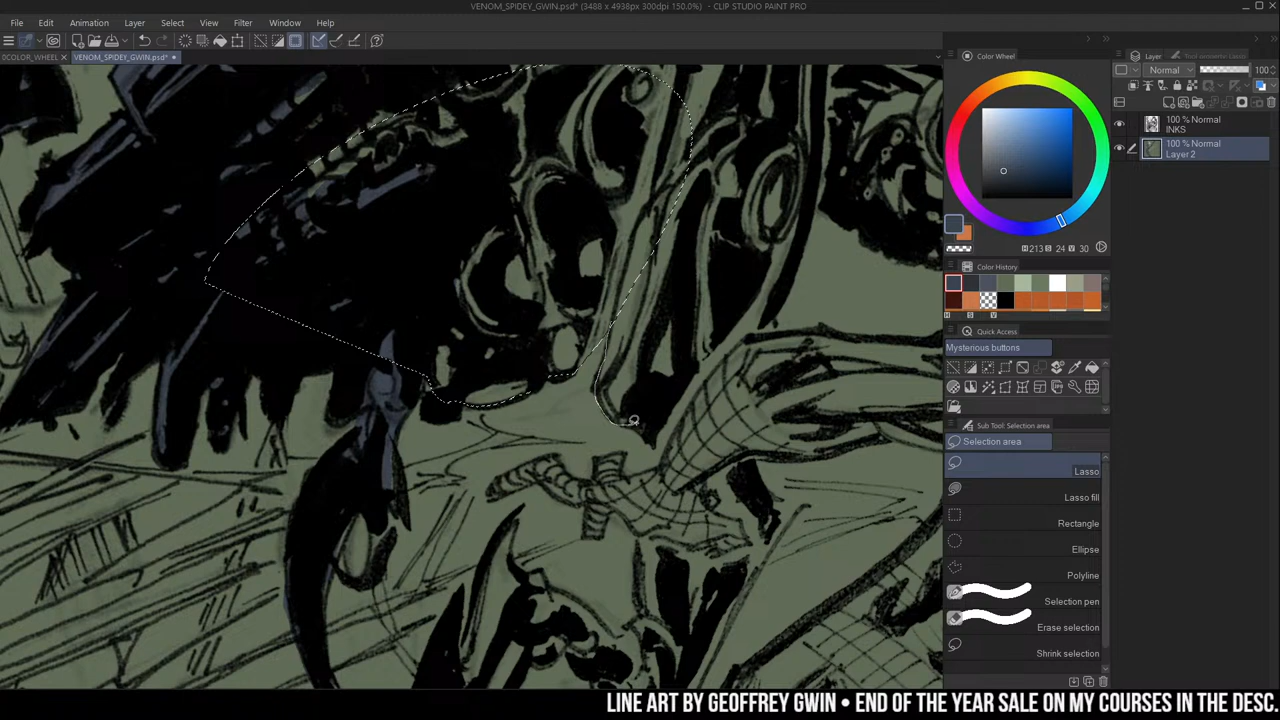 VENOM_SPIDEY_GWIN.psd* (3488 x 4938px 300dpi 150.0%) - CLIP STUDIO PAINT PRO
File Edit Animation Layer Select View Filter Window Help
0COLOR_WHEEL VENOM_SPIDEY_GWIN.psd*
Color Wheel
H 213 S 24 V 30
Color History
H S V
Quick Access
Mysterious buttons
Sub Tool: Selection area
Selection area
Lasso
Lasso fill
Rectangle
Ellipse
Polyline
Selection pen
Erase selection
Shrink selection
Layer Tool property
Normal 100
100 % Normal
INKS
100 % Normal
Layer 2
LINE ART BY GEOFFREY GWIN • END OF THE YEAR SALE ON MY COURSES IN THE DESC.